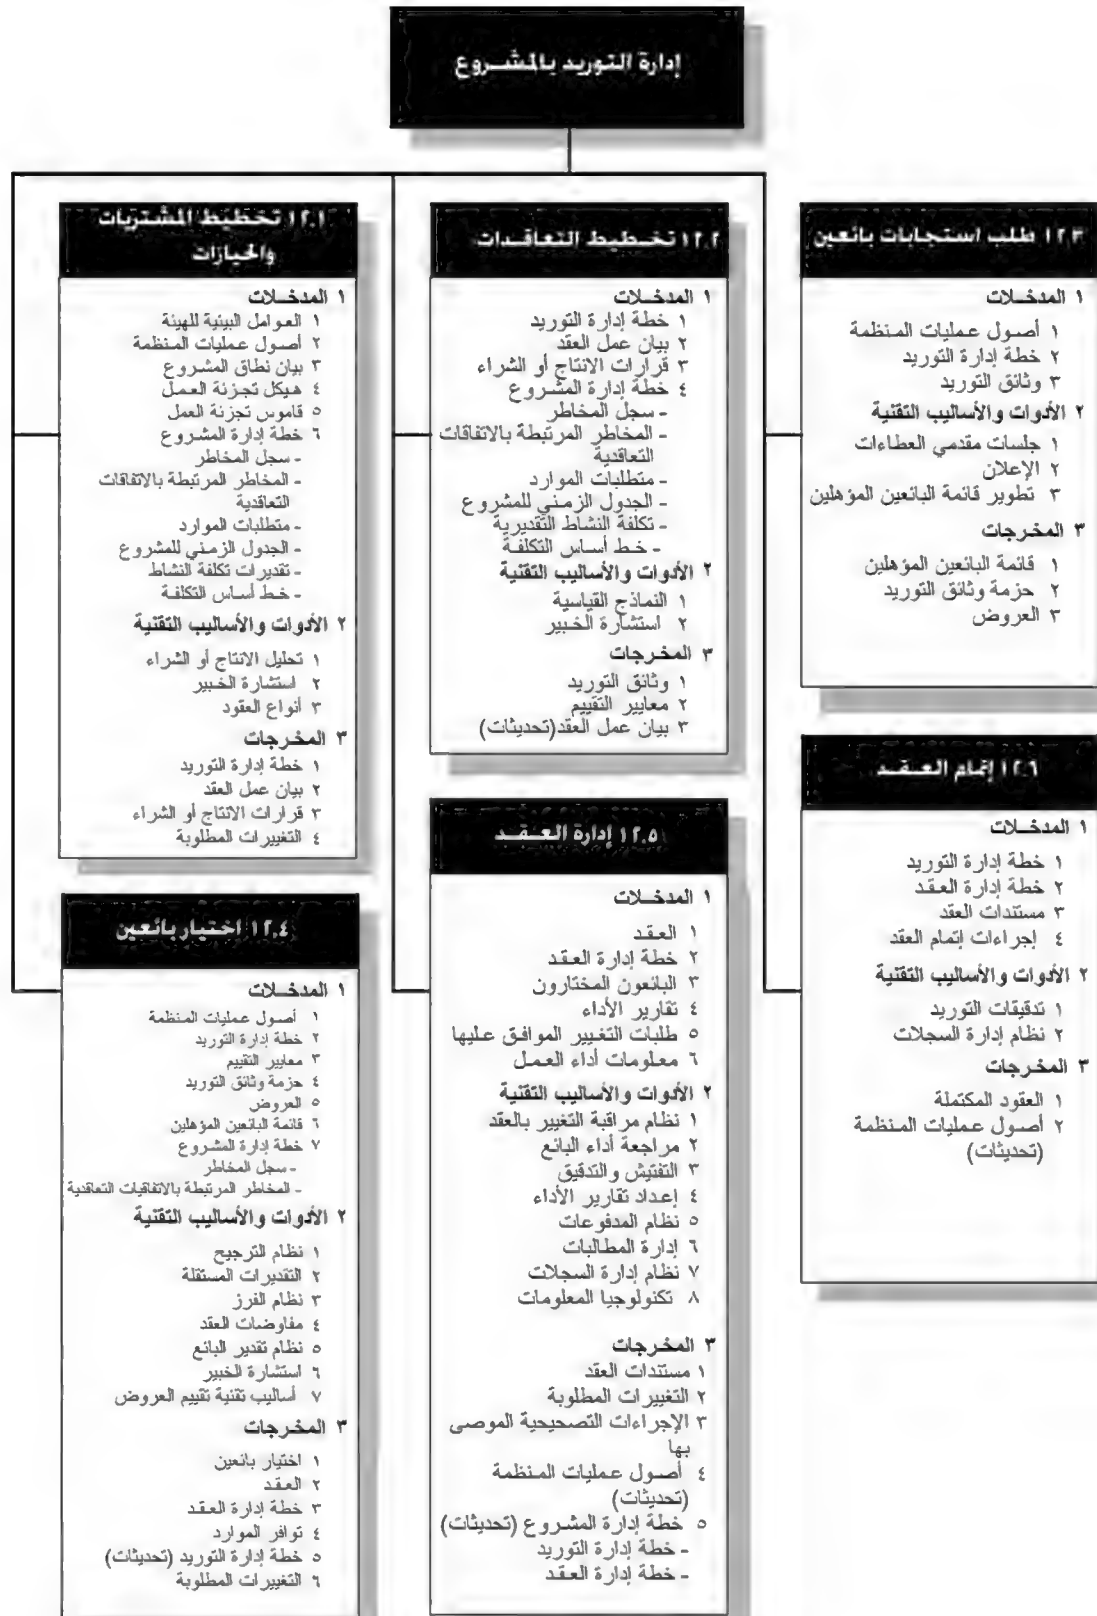 إدارة التوريد بالمشروع
١٢.١ تخطيط المشتريات
والحيازات
١ المدخلات
١ العوامل البيئية للهيئة
٢ أصول عمليات المنظمة
٣ بيان نطاق المشروع
٤ هيكل تجزئة العمل
٥ قاموس تجزئة العمل
٦ خطة إدارة المشروع
- سجل المخاطر
- المخاطر المرتبطة بالاتفاقات
التعاقدية
- متطلبات الموارد
- الجدول الزمني للمشروع
- تقديرات تكلفة النشاط
- خط أساس التكلفة
٢ الأدوات والأساليب التقنية
١ تحليل الانتاج أو الشراء
٢ استشارة الخبير
٣ أنواع العقود
٣ المخرجات
١ خطة إدارة التوريد
٢ بيان عمل العقد
٣ قرارات الانتاج أو الشراء
٤ التغييرات المطلوبة
١٢.٢ تخطيط التعاقدات
١ المدخلات
١ خطة إدارة التوريد
٢ بيان عمل العقد
٣ قرارات الانتاج أو الشراء
٤ خطة إدارة المشروع
- سجل المخاطر
- المخاطر المرتبطة بالاتفاقات
التعاقدية
- متطلبات الموارد
- الجدول الزمني للمشروع
- تكلفة النشاط التقديرية
- خط أساس التكلفة
٢ الأدوات والأساليب التقنية
١ النماذج القياسية
٢ استشارة الخبير
٣ المخرجات
١ وثائق التوريد
٢ معايير التقييم
٣ بيان عمل العقد(تحديثات)
١٢.٣ طلب استجابات بائعين
١ المدخلات
١ أصول عمليات المنظمة
٢ خطة إدارة التوريد
٣ وثائق التوريد
٢ الأدوات والأساليب التقنية
١ جلسات مقدمي العطاءات
٢ الإعلان
٣ تطوير قائمة البائعين المؤهلين
٣ المخرجات
١ قائمة البائعين المؤهلين
٢ حزمة وثائق التوريد
٣ العروض
١٢.٤ اختيار بائعين
١ المدخلات
١ أصول عمليات المنظمة
٢ خطة إدارة التوريد
٣ معايير التقييم
٤ حزمة وثائق التوريد
٥ العروض
٦ قائمة البائعين المؤهلين
٧ خطة إدارة المشروع
- سجل المخاطر
- المخاطر المرتبطة بالاتفاقيات التعاقدية
٢ الأدوات والأساليب التقنية
١ نظام الترجيح
٢ التقديرات المستقلة
٣ نظام الفرز
٤ مفاوضات العقد
٥ نظام تقدير البائع
٦ استشارة الخبير
٧ أساليب تقنية تقييم العروض
٣ المخرجات
١ اختيار بائعين
٢ العقد
٣ خطة إدارة العقد
٤ توافر الموارد
٥ خطة إدارة التوريد (تحديثات)
٦ التغييرات المطلوبة
١٢.٥ إدارة العقد
١ المدخلات
١ العقد
٢ خطة إدارة العقد
٣ البائعون المختارون
٤ تقارير الأداء
٥ طلبات التغيير الموافق عليها
٦ معلومات أداء العمل
٢ الأدوات والأساليب التقنية
١ نظام مراقبة التغيير بالعقد
٢ مراجعة أداء البائع
٣ التفتيش والتدقيق
٤ إعداد تقارير الأداء
٥ نظام المدفوعات
٦ إدارة المطالبات
٧ نظام إدارة السجلات
٨ تكنولوجيا المعلومات
٣ المخرجات
١ مستندات العقد
٢ التغييرات المطلوبة
٣ الإجراءات التصحيحية الموصى
بها
٤ أصول عمليات المنظمة
(تحديثات)
٥ خطة إدارة المشروع (تحديثات)
- خطة إدارة التوريد
- خطة إدارة العقد
١٢.٦ إتمام العقد
١ المدخلات
١ خطة إدارة التوريد
٢ خطة إدارة العقد
٣ مستندات العقد
٤ إجراءات إتمام العقد
٢ الأدوات والأساليب التقنية
١ تدقيقات التوريد
٢ نظام إدارة السجلات
٣ المخرجات
١ العقود المكتملة
٢ أصول عمليات المنظمة
(تحديثات)